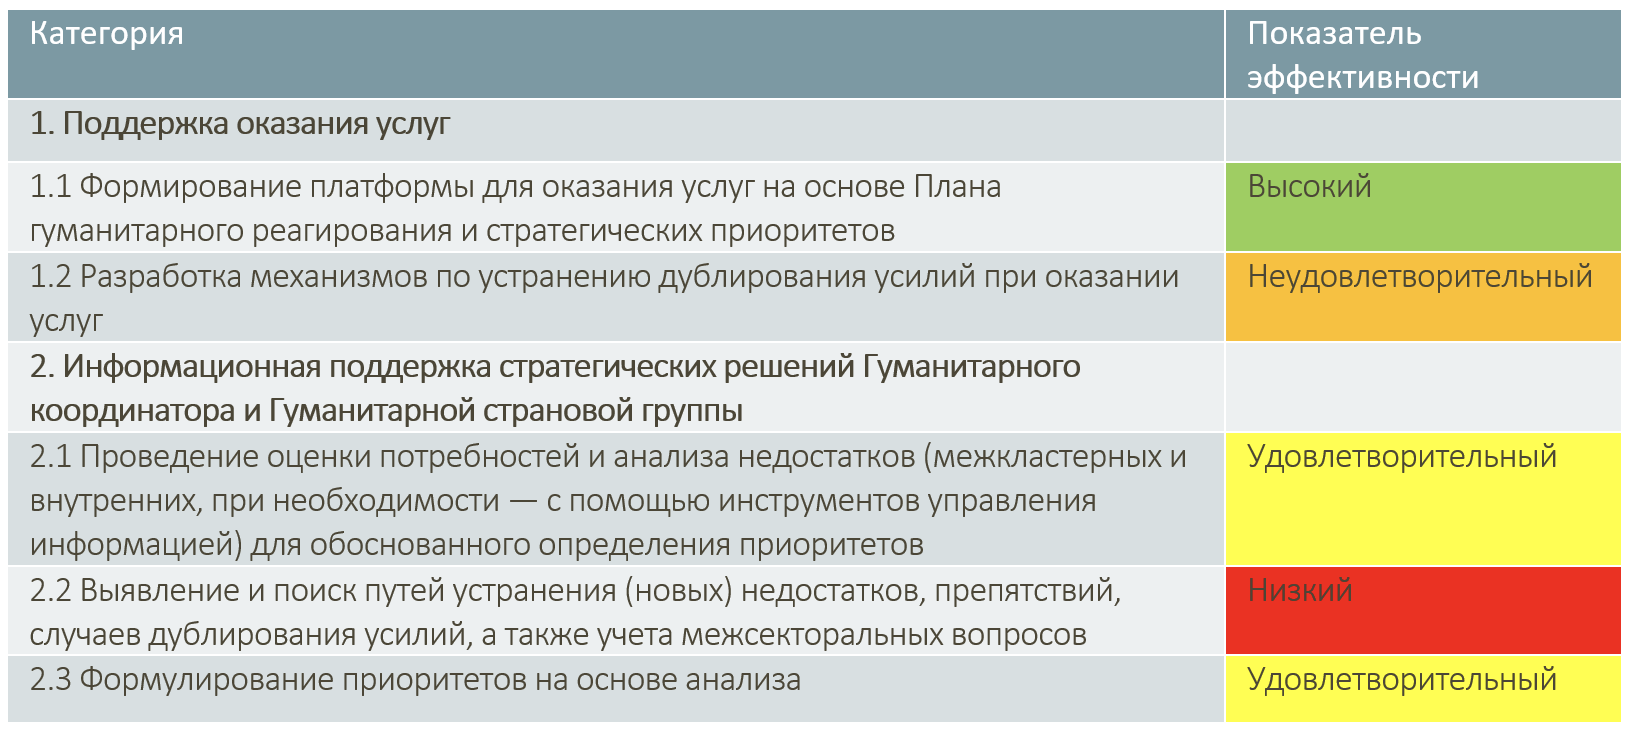 Категория
Показатель
эффективности
1. Поддержка оказания услуг
1.1 Формирование платформы для оказания услуг на основе Плана
гуманитарного реагирования и стратегических приоритетов
Высокий
1.2 Разработка механизмов по устранению дублирования усилий при оказании
услуг
Неудовлетворительный
2. Информационная поддержка стратегических решений Гуманитарного
координатора и Гуманитарной страновой группы
2.1 Проведение оценки потребностей и анализа недостатков (межкластерных и
внутренних, при необходимости — с помощью инструментов управления
информацией) для обоснованного определения приоритетов
Удовлетворительный
2.2 Выявление и поиск путей устранения (новых) недостатков, препятствий,
случаев дублирования усилий, а также учета межсекторальных вопросов
Низкий
2.3 Формулирование приоритетов на основе анализа
Удовлетворительный